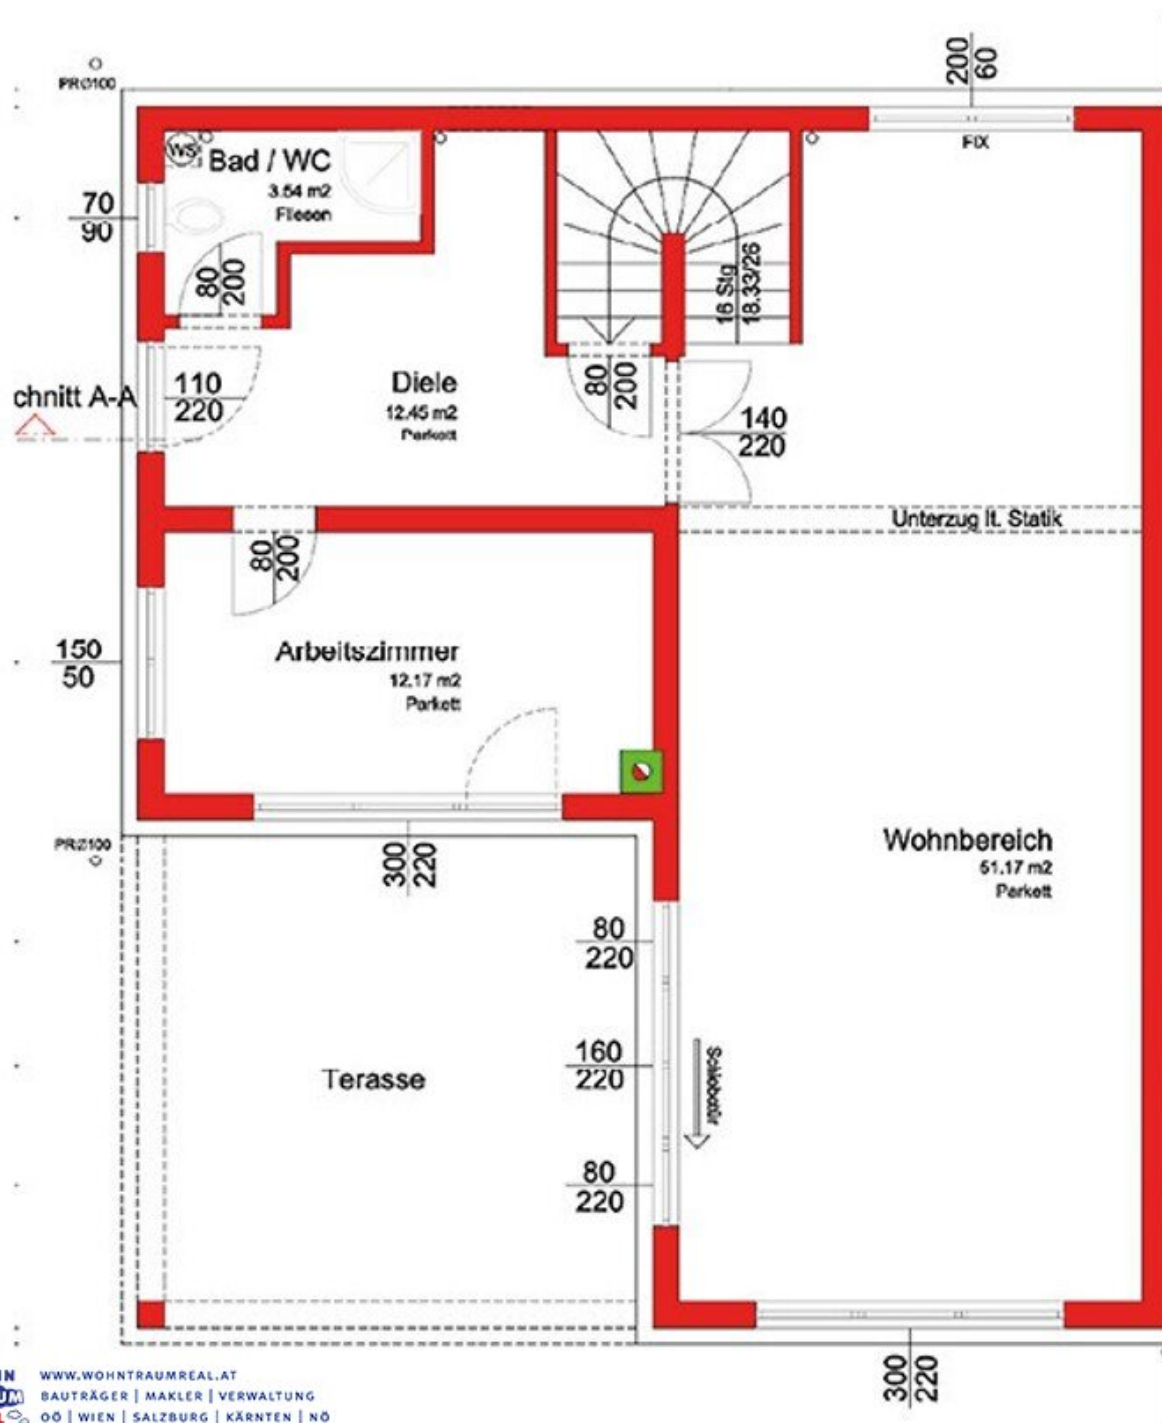 200
60
PRØ100
FIX
WS
Bad / WC
3.54 m2
Fliesen
70
90
80
200
16 Stg
18.33/26
chnitt A-A
110
220
Diele
12.45 m2
Parkett
80
200
140
220
Unterzug lt. Statik
80
200
150
50
Arbeitszimmer
12.17 m2
Parkett
PRØ100
300
220
Wohnbereich
51.17 m2
Parkett
80
220
160
220
Schiebetür
Terasse
80
220
300
220
WWW.WOHNTRAUMREAL.AT
BAUTRÄGER | MAKLER | VERWALTUNG
OÖ | WIEN | SALZBURG | KÄRNTEN | NÖ